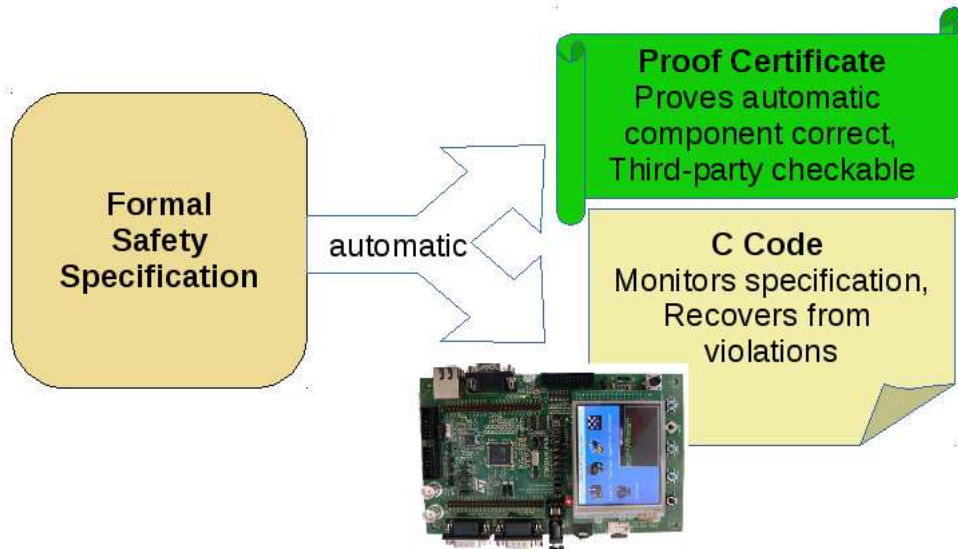 Formal
Safety
Specification
automatic
Proof Certificate
Proves automatic
component correct,
Third-party checkable
C Code
Monitors specification,
Recovers from
violations